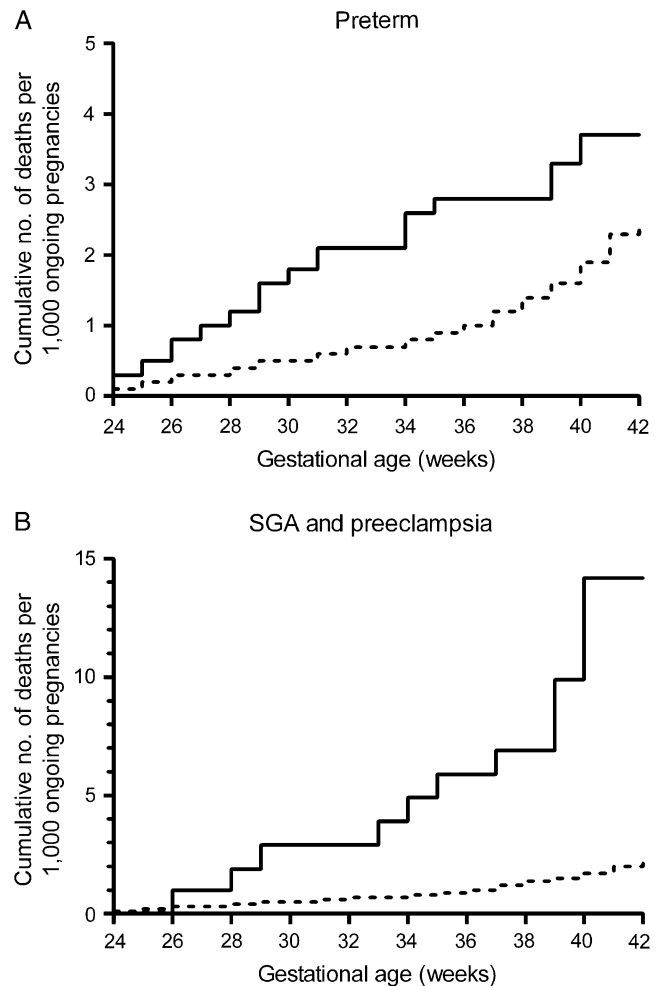 A
Preterm
Cumulative no. of deaths per
1,000 ongoing pregnancies
5
4
3
2
1
0
24 26 28 30 32 34 36 38 40 42
Gestational age (weeks)
B
SGA and preeclampsia
Cumulative no. of deaths per
1,000 ongoing pregnancies
15
10
5
0
24 26 28 30 32 34 36 38 40 42
Gestational age (weeks)